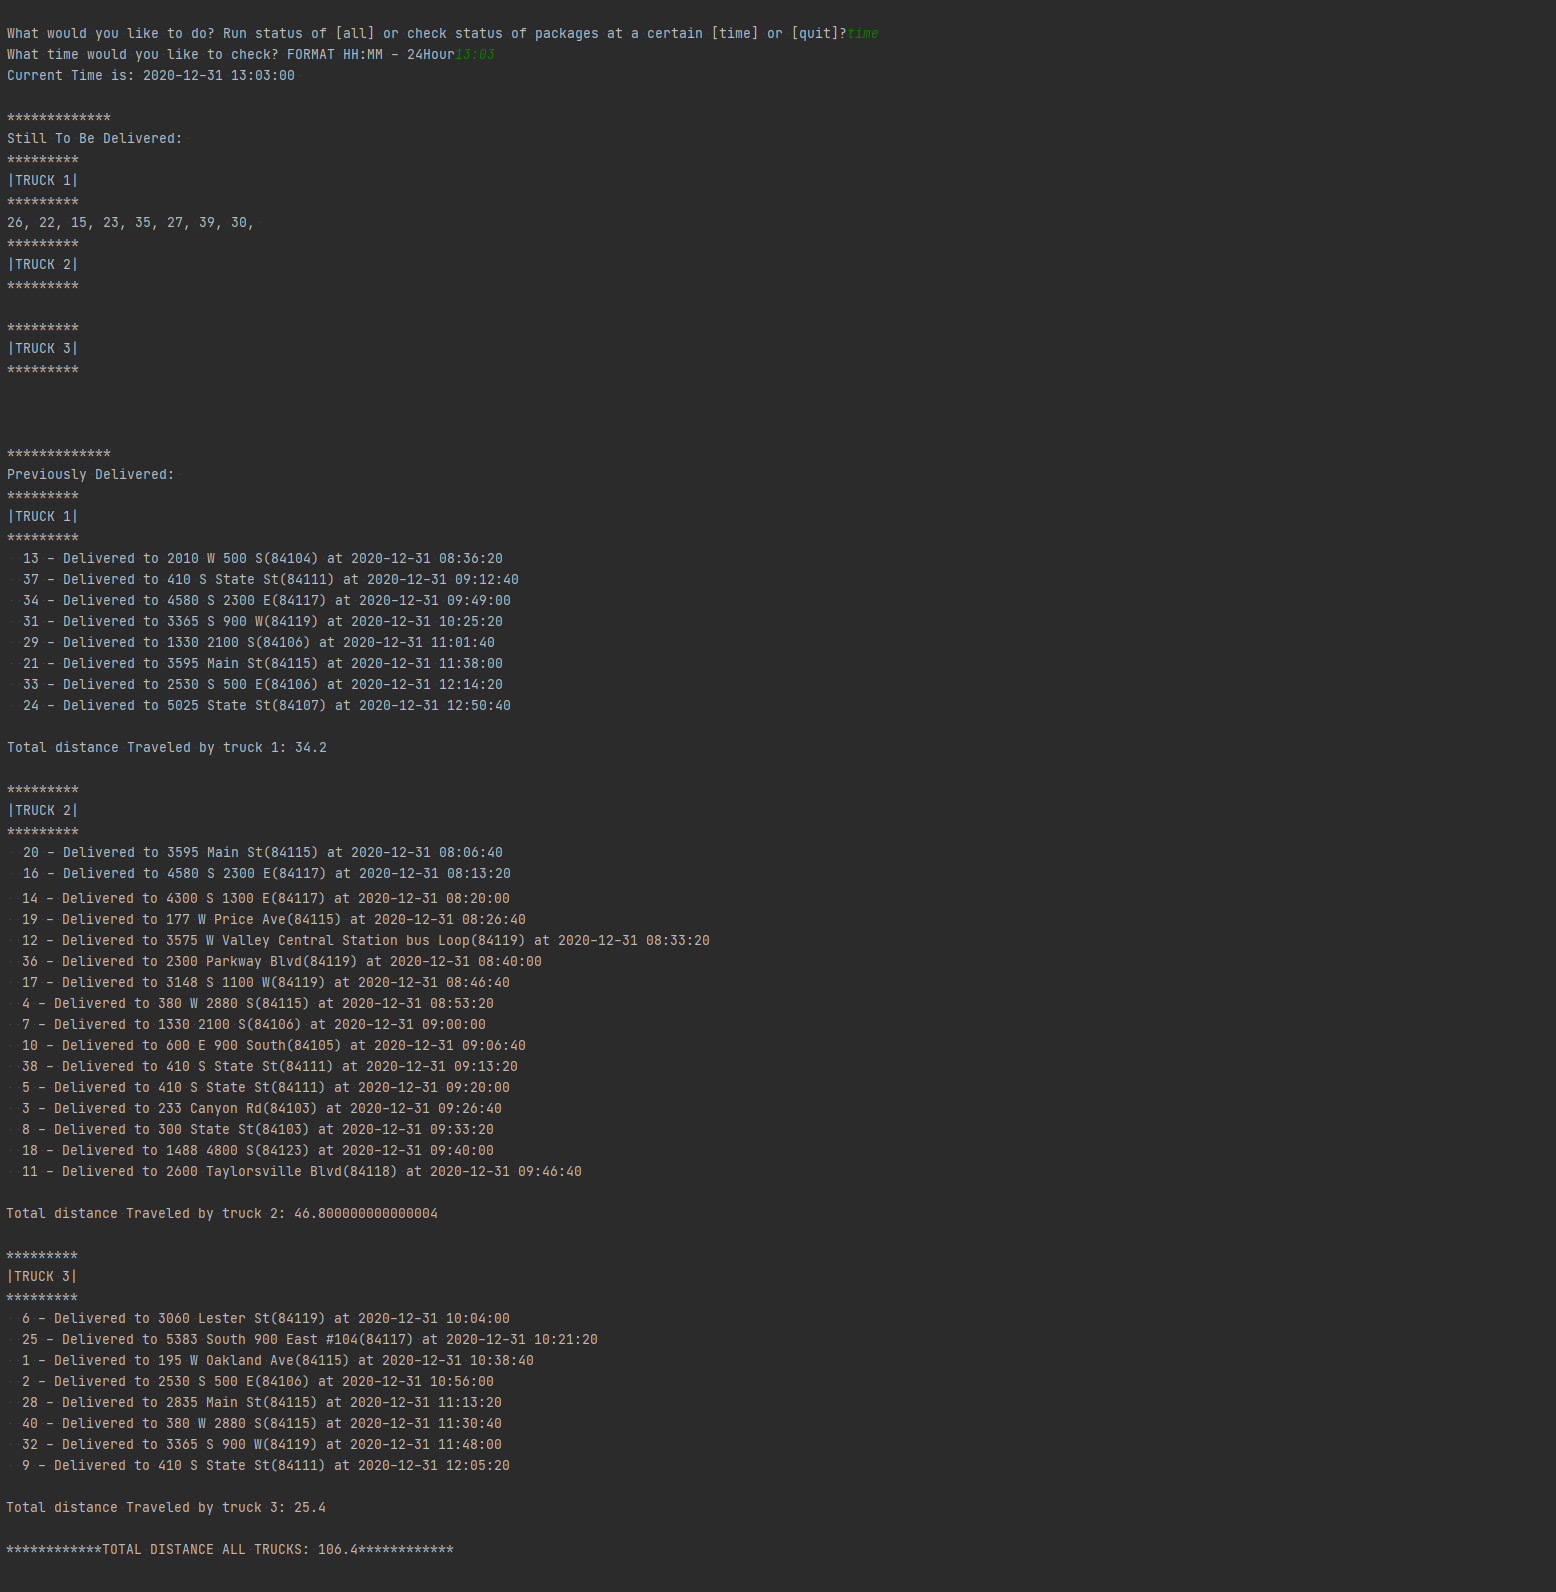 What would you like to do? Run status of [all] or check status of packages at a certain [time] or [quit]?time
What time would you like to check? FORMAT HH:MM - 24Hour13:03
Current Time is: 2020-12-31 13:03:00
*************
Still To Be Delivered:
*********
|TRUCK 1|
*********
26, 22, 15, 23, 35, 27, 39, 30,
*********
|TRUCK 2|
*********
*********
|TRUCK 3|
*********
*************
Previously Delivered:
*********
|TRUCK 1|
*********
13 - Delivered to 2010 W 500 S(84104) at 2020-12-31 08:36:20
37 - Delivered to 410 S State St(84111) at 2020-12-31 09:12:40
34 - Delivered to 4580 S 2300 E(84117) at 2020-12-31 09:49:00
31 - Delivered to 3365 S 900 W(84119) at 2020-12-31 10:25:20
29 - Delivered to 1330 2100 S(84106) at 2020-12-31 11:01:40
21 - Delivered to 3595 Main St(84115) at 2020-12-31 11:38:00
33 - Delivered to 2530 S 500 E(84106) at 2020-12-31 12:14:20
24 - Delivered to 5025 State St(84107) at 2020-12-31 12:50:40
Total distance Traveled by truck 1: 34.2
*********
|TRUCK 2|
*********
20 - Delivered to 3595 Main St(84115) at 2020-12-31 08:06:40
16 - Delivered to 4580 S 2300 E(84117) at 2020-12-31 08:13:20
14 - Delivered to 4300 S 1300 E(84117) at 2020-12-31 08:20:00
19 - Delivered to 177 W Price Ave(84115) at 2020-12-31 08:26:40
12 - Delivered to 3575 W Valley Central Station bus Loop(84119) at 2020-12-31 08:33:20
36 - Delivered to 2300 Parkway Blvd(84119) at 2020-12-31 08:40:00
17 - Delivered to 3148 S 1100 W(84119) at 2020-12-31 08:46:40
4 - Delivered to 380 W 2880 S(84115) at 2020-12-31 08:53:20
7 - Delivered to 1330 2100 S(84106) at 2020-12-31 09:00:00
10 - Delivered to 600 E 900 South(84105) at 2020-12-31 09:06:40
38 - Delivered to 410 S State St(84111) at 2020-12-31 09:13:20
5 - Delivered to 410 S State St(84111) at 2020-12-31 09:20:00
3 - Delivered to 233 Canyon Rd(84103) at 2020-12-31 09:26:40
8 - Delivered to 300 State St(84103) at 2020-12-31 09:33:20
18 - Delivered to 1488 4800 S(84123) at 2020-12-31 09:40:00
11 - Delivered to 2600 Taylorsville Blvd(84118) at 2020-12-31 09:46:40
Total distance Traveled by truck 2: 46.800000000000004
*********
|TRUCK 3|
*********
6 - Delivered to 3060 Lester St(84119) at 2020-12-31 10:04:00
25 - Delivered to 5383 South 900 East #104(84117) at 2020-12-31 10:21:20
1 - Delivered to 195 W Oakland Ave(84115) at 2020-12-31 10:38:40
2 - Delivered to 2530 S 500 E(84106) at 2020-12-31 10:56:00
28 - Delivered to 2835 Main St(84115) at 2020-12-31 11:13:20
40 - Delivered to 380 W 2880 S(84115) at 2020-12-31 11:30:40
32 - Delivered to 3365 S 900 W(84119) at 2020-12-31 11:48:00
9 - Delivered to 410 S State St(84111) at 2020-12-31 12:05:20
Total distance Traveled by truck 3: 25.4
************TOTAL DISTANCE ALL TRUCKS: 106.4************